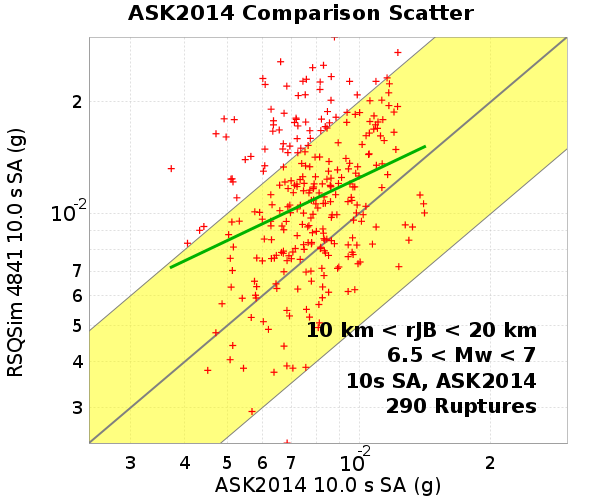 ASK2014 Comparison Scatter
RSQSim 4841 10.0 s SA (g)
2
10-2
7
6
5
4
3
10 km < rJB < 20 km
6.5 < Mw < 7
10s SA, ASK2014
290 Ruptures
3 4 5 6 7 10-2 2
ASK2014 10.0 s SA (g)